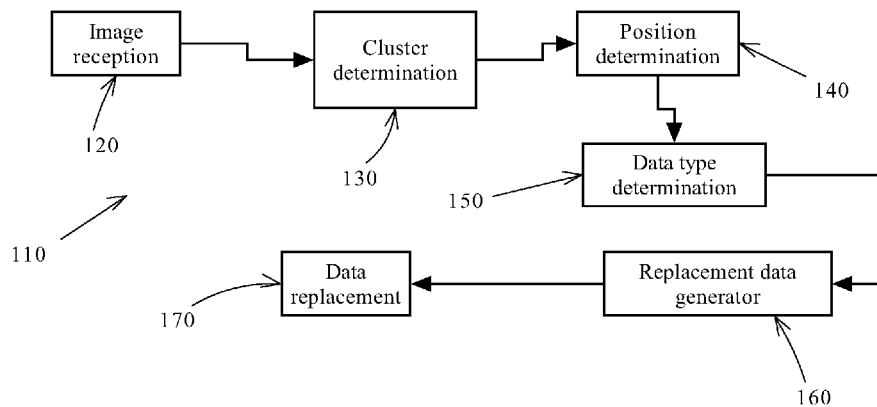 Image
reception
120
Cluster
determination
130
Position
determination
140
Data type
determination
150
110
Data
replacement
170
Replacement data
generator
160